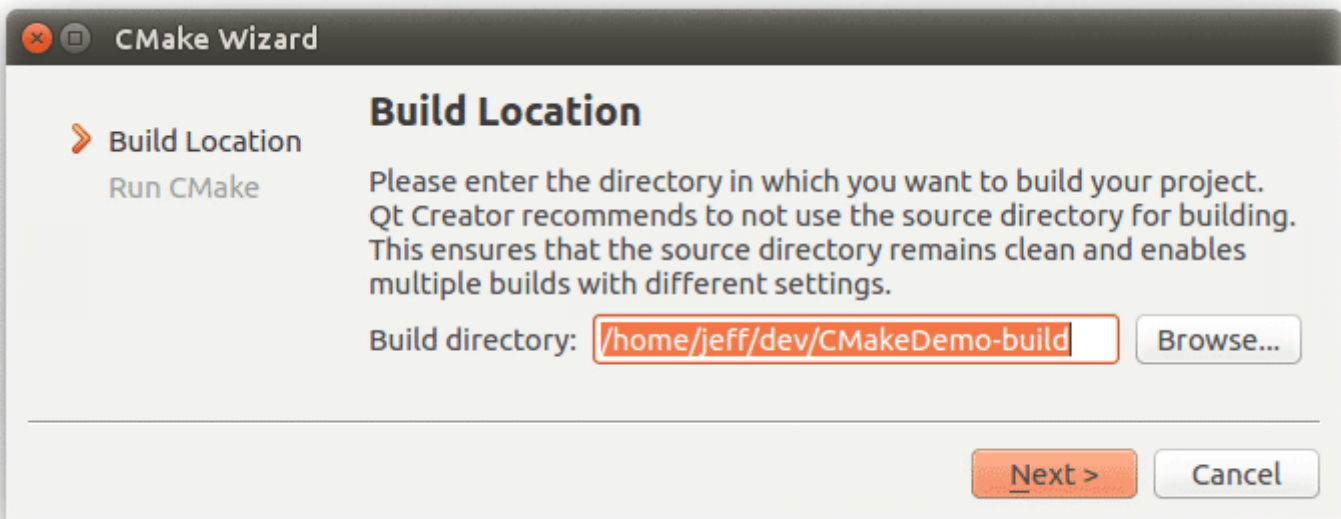 CMake Wizard
Build Location
Run CMake
Build Location
Please enter the directory in which you want to build your project.
Qt Creator recommends to not use the source directory for building.
This ensures that the source directory remains clean and enables
multiple builds with different settings.
Build directory: /home/jeff/dev/CMakeDemo-build Browse...
Next > Cancel